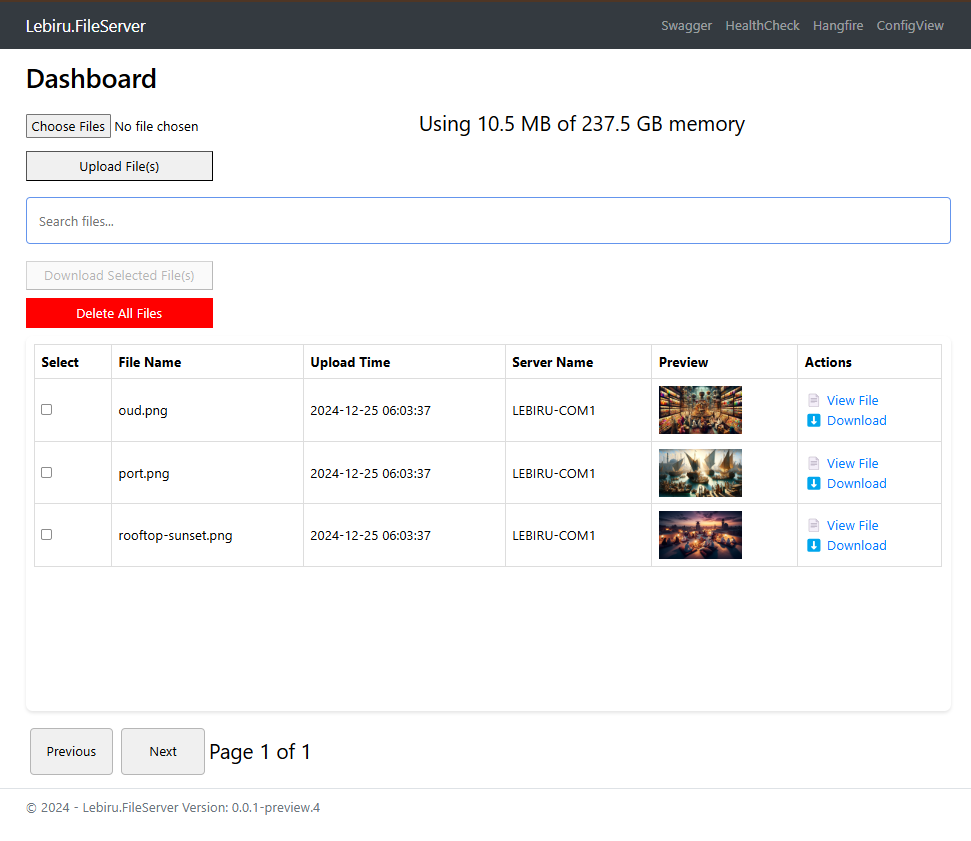 Lebiru.FileServer Swagger HealthCheck Hangfire ConfigView
Dashboard
Choose Files No file chosen
Using 10.5 MB of 237.5 GB memory
Upload File(s)
Search files...
Download Selected File(s)
Delete All Files
Select File Name Upload Time Server Name Preview Actions
oud.png 2024-12-25 06:03:37 LEBIRU-COM1 View File
Download
port.png 2024-12-25 06:03:37 LEBIRU-COM1 View File
Download
rooftop-sunset.png 2024-12-25 06:03:37 LEBIRU-COM1 View File
Download
Previous Next Page 1 of 1
© 2024 - Lebiru.FileServer Version: 0.0.1-preview.4